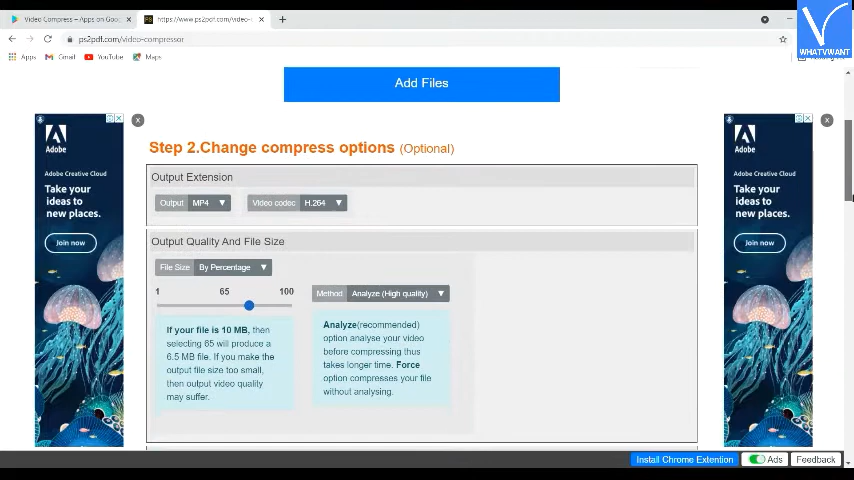 Video Compress – Apps on Goo
https://www.ps2pdf.com/video-c
ps2pdf.com/video-compressor
Apps
Gmail
YouTube
Maps
WHATVWANT
Add Files
Adobe
Adobe Creative Cloud
Take your
ideas to
new places.
Join now
Step 2.Change compress options (Optional)
Output Extension
Output MP4
Video codec H.264
Output Quality And File Size
File Size By Percentage
1 65 100
If your file is 10 MB, then
selecting 65 will produce a
6.5 MB file. If you make the
output file size too small,
then output video quality
may suffer.
Method Analyze (High quality)
Analyze(recommended)
option analyse your video
before compressing thus
takes longer time. Force
option compresses your file
without analysing.
Adobe
Adobe Creative Cloud
Take your
ideas to
new places.
Join now
Install Chrome Extention
Ads
Feedback